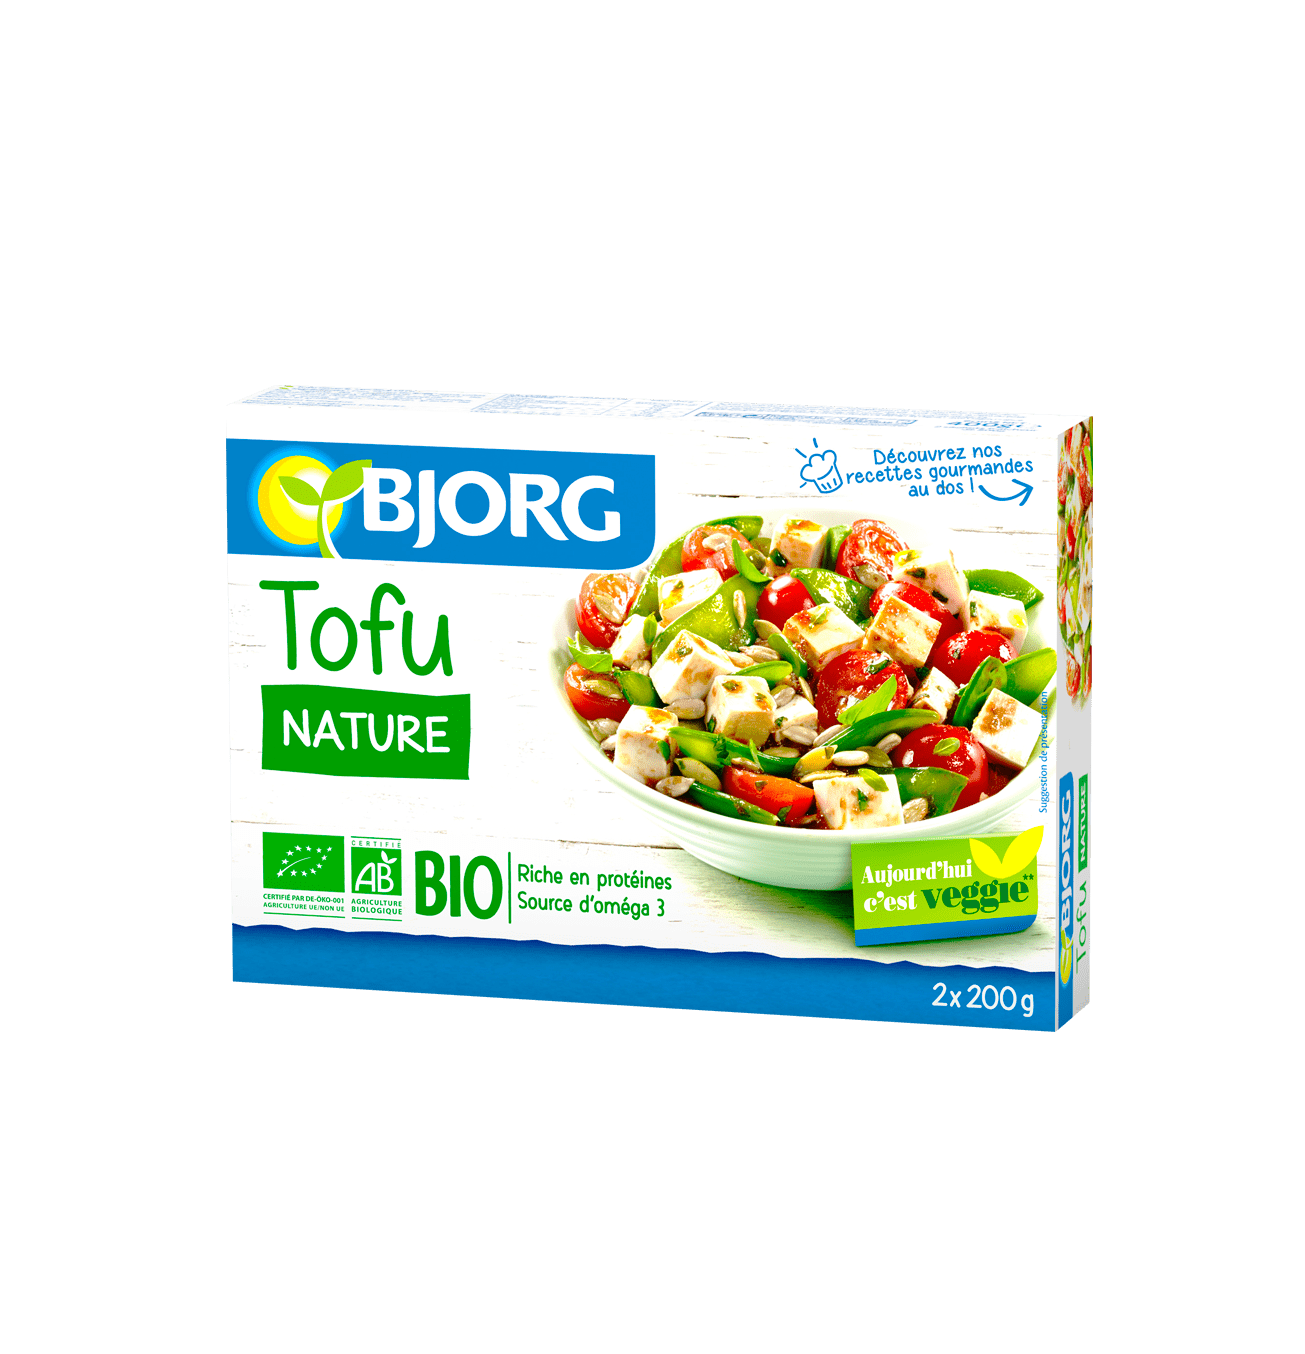 400g
BJORG
Découvrez nos
recettes gourmandes
au dos !
Tofu
NATURE
Suggestion de présentation
CERTIFIÉ PAR DE-ÖKO-001
AGRICULTURE UE/NON UE
CERTIFIÉ
AB
AGRICULTURE
BIOLOGIQUE
BIO
Riche en protéines
Source d'oméga 3
Aujourd'hui
c'est veggie**
2x200g
BJORG
Tofu NATURE